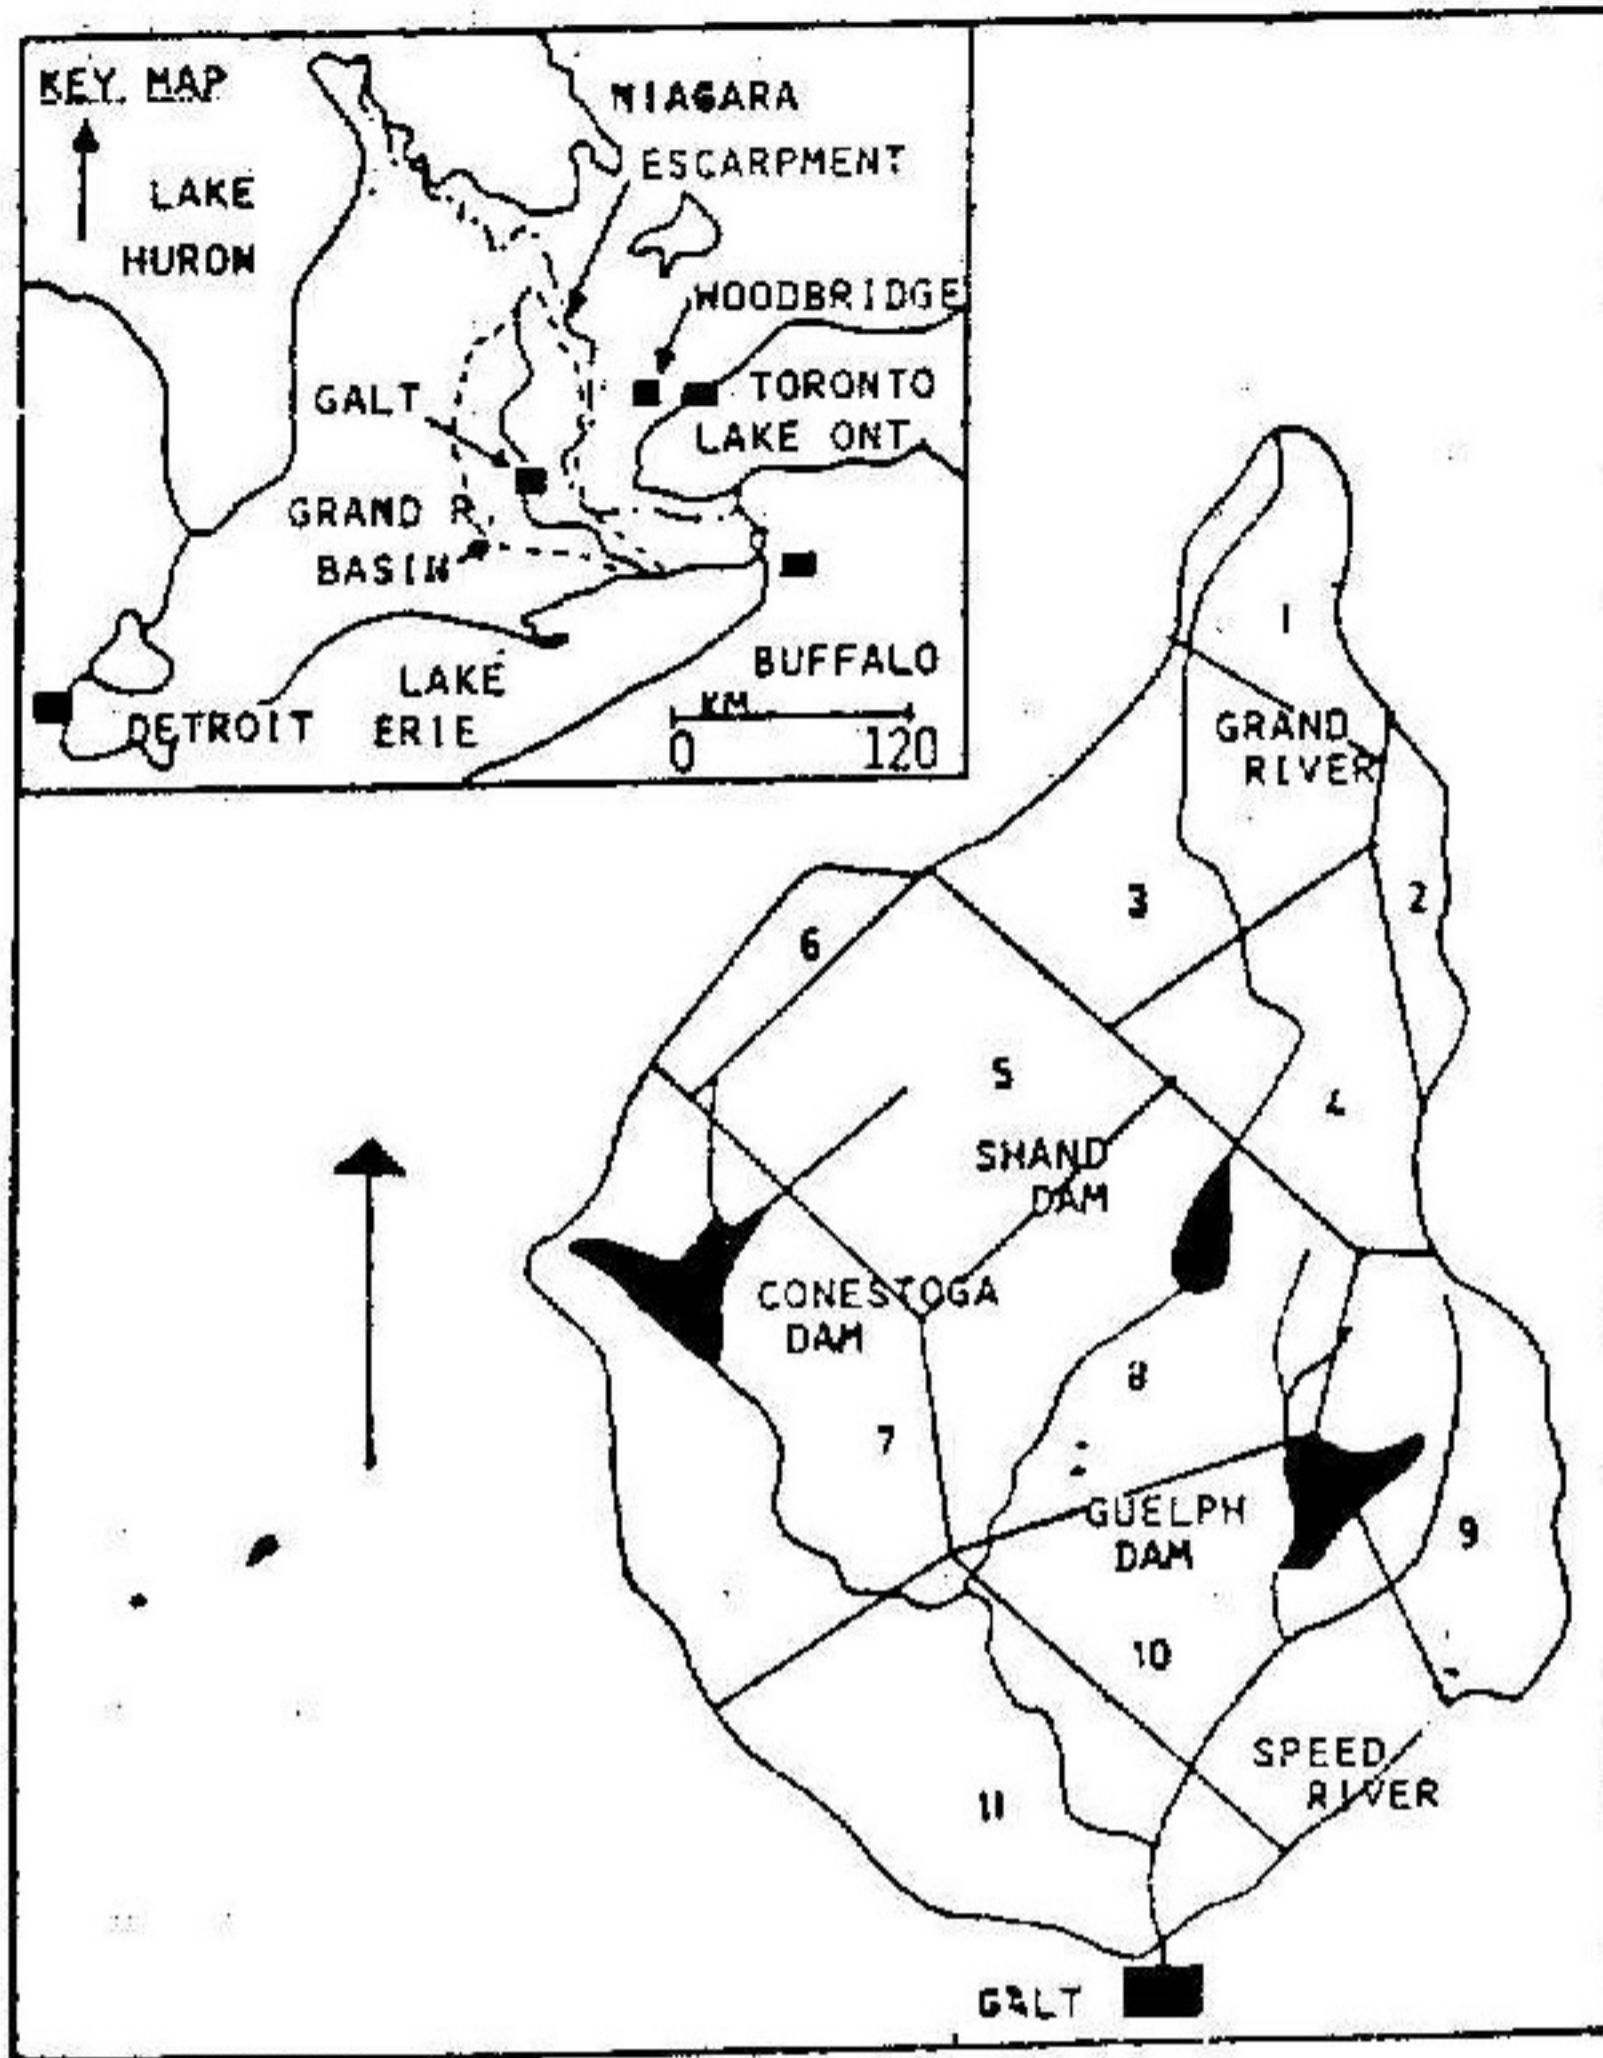 KEY MAP
NIAGARA
ESCARPMENT
LAKE
HURON
WOODBRIDGE
GALT
TORONTO
LAKE ONT.
GRAND R.
BASIN
BUFFALO
LAKE
ERIE
DETROIT
KM
0 120
1
GRAND
RIVER
2
3
6
5
4
SHAND
DAM
CONESTOGA
DAM
8
7
GUELPH
DAM
9
10
SPEED
RIVER
11
GALT